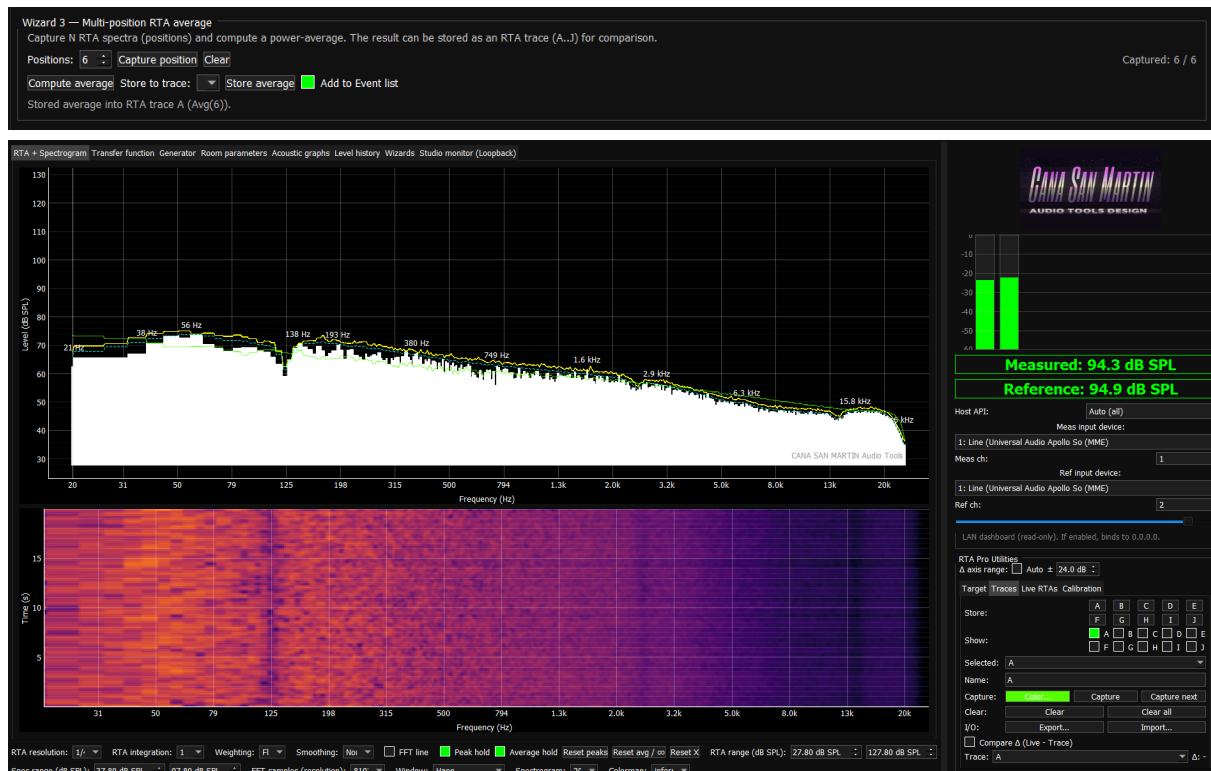 Wizard 3 — Multi-position RTA average
Capture N RTA spectra (positions) and compute a power-average. The result can be stored as an RTA trace (A..J) for comparison.
Positions: 6 Capture position Clear Captured: 6 / 6
Compute average Store to trace: Store average Add to Event list
Stored average into RTA trace A (Avg(6)).
RTA + Spectrogram Transfer function Generator Room parameters Acoustic graphs Level history Wizards Studio monitor (Loopback)
130
120
110
100
90
80
70
60
50
40
30
Level (dB SPL)
21 Hz
38 Hz
56 Hz
138 Hz
193 Hz
380 Hz
749 Hz
1.6 kHz
2.9 kHz
6.3 kHz
15.8 kHz
kHz
CANA SAN MARTIN Audio Tools
20 31 50 79 125 198 315 500 794 1.3k 2.0k 3.2k 5.0k 8.0k 13k 20k
Frequency (Hz)
15
10
5
Time (s)
31 50 79 125 198 315 500 794 1.3k 2.0k 3.2k 5.0k 8.0k 13k 20k
Frequency (Hz)
RTA resolution: 1/ RTA integration: 1 Weighting: Fl Smoothing: FFT line Peak hold Average hold Reset peaks Reset avg / ∞ Reset X RTA range (dB SPL): 27.80 dB SPL 127.80 dB SPL
CANA SAN MARTIN
AUDIO TOOLS DESIGN
0
-10
-20
-30
-40
-50
-60
Measured: 94.3 dB SPL
Reference: 94.9 dB SPL
Host API: Auto (all)
Meas input device:
1: Line (Universal Audio Apollo So (MME)
Meas ch: 1
Ref input device:
1: Line (Universal Audio Apollo So (MME)
Ref ch: 2
LAN dashboard (read-only). If enabled, binds to 0.0.0.0.
RTA Pro Utilities
Δ axis range: Auto ± 24.0 dB
Target Traces Live RTAs Calibration
Store: A B C D E
F G H I J
Show: A B C D E
F G H I J
Selected: A
Name: A
Capture: Color... Capture Capture next
Clear: Clear Clear all
I/O: Export... Import...
Compare Δ (Live - Trace)
Trace: A Δ: -